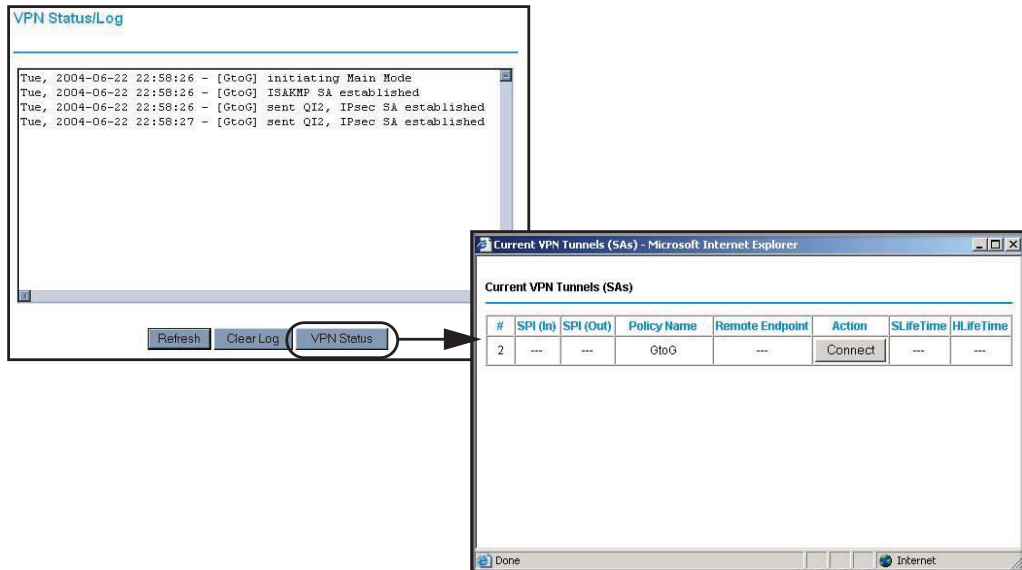 VPN Status/Log
Tue, 2004-06-22 22:58:26 - [GtoG] initiating Main Mode
Tue, 2004-06-22 22:58:26 - [GtoG] ISAKMP SA established
Tue, 2004-06-22 22:58:26 - [GtoG] sent QI2, IPsec SA established
Tue, 2004-06-22 22:58:27 - [GtoG] sent QI2, IPsec SA established
Refresh Clear Log VPN Status
Current VPN Tunnels (SAs) - Microsoft Internet Explorer
Current VPN Tunnels (SAs)
# SPI (In) SPI (Out) Policy Name Remote Endpoint Action SLifeTime HLifeTime
2 --- --- GtoG --- Connect --- ---
Done Internet